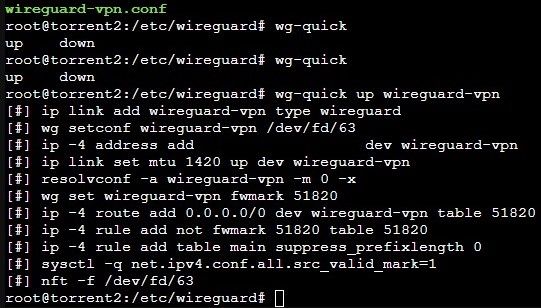 wireguard-vpn.conf
root@torrent2:/etc/wireguard# wg-quick
up    down
root@torrent2:/etc/wireguard# wg-quick
up    down
root@torrent2:/etc/wireguard# wg-quick up wireguard-vpn
[#] ip link add wireguard-vpn type wireguard
[#] wg setconf wireguard-vpn /dev/fd/63
[#] ip -4 address add                  dev wireguard-vpn
[#] ip link set mtu 1420 up dev wireguard-vpn
[#] resolvconf -a wireguard-vpn -m 0 -x
[#] wg set wireguard-vpn fwmark 51820
[#] ip -4 route add 0.0.0.0/0 dev wireguard-vpn table 51820
[#] ip -4 rule add not fwmark 51820 table 51820
[#] ip -4 rule add table main suppress_prefixlength 0
[#] sysctl -q net.ipv4.conf.all.src_valid_mark=1
[#] nft -f /dev/fd/63
root@torrent2:/etc/wireguard#